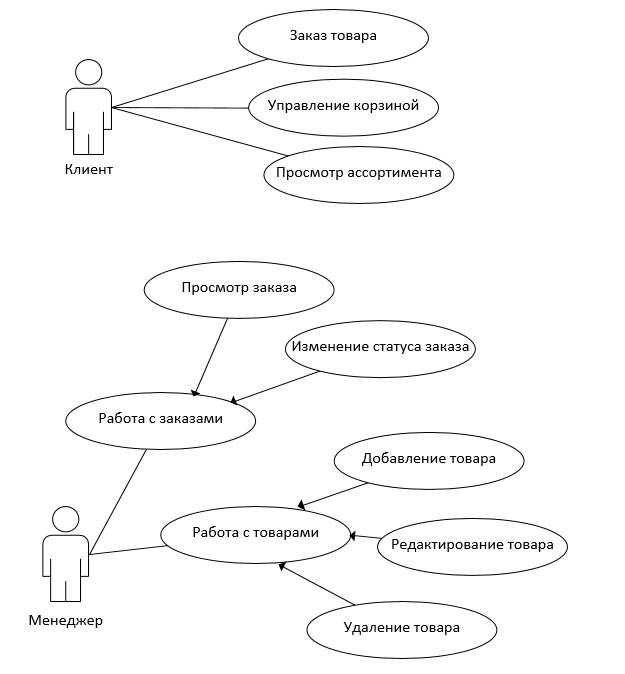 Заказ товара
Управление корзиной
Просмотр ассортимента
Клиент
Просмотр заказа
Изменение статуса заказа
Работа с заказами
Добавление товара
Работа с товарами
Редактирование товара
Менеджер
Удаление товара